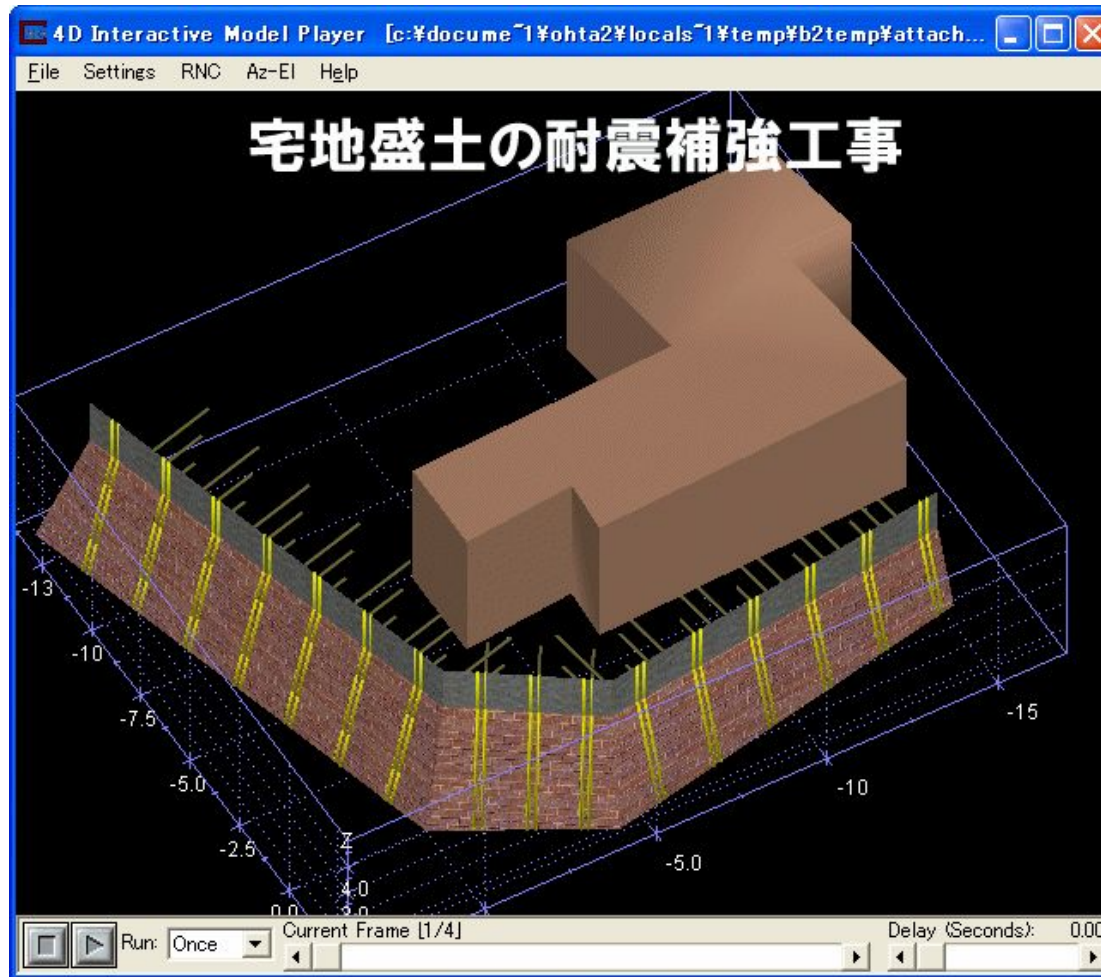 4D Interactive Model Player [c:¥docume~1¥ohta2¥locals~1¥temp¥b2temp¥attach...
File Settings RNC Az-El Help
宅地盛土の耐震補強工事
-13
-10
-7.5
-5.0
-2.5
0.0
Z
4.0
-15
-10
-5.0
Run: Once Current Frame [1/4] Delay (Seconds): 0.00